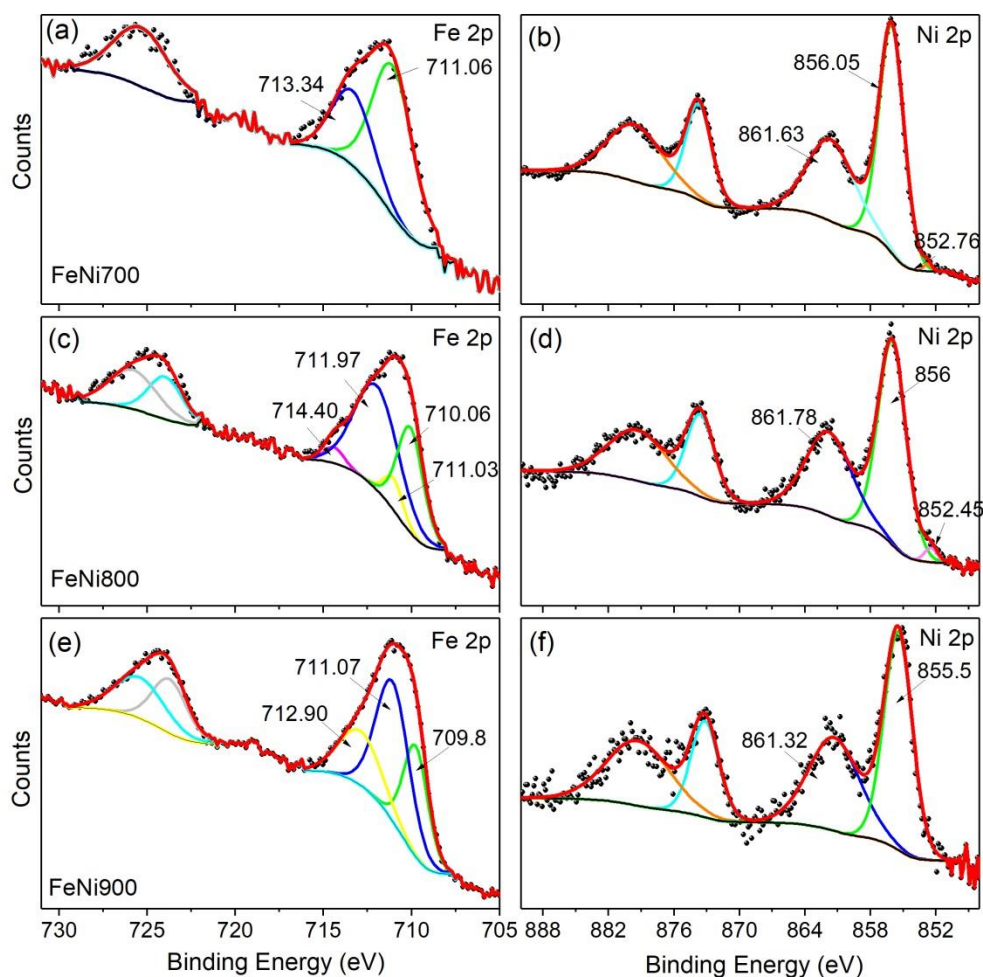 (a)
Fe 2p
711.06
713.34
Counts
FeNi700
(b)
Ni 2p
856.05
861.63
852.76
(c)
Fe 2p
711.97
714.40
710.06
711.03
Counts
FeNi800
(d)
Ni 2p
856
861.78
852.45
(e)
Fe 2p
711.07
712.90
709.8
Counts
FeNi900
(f)
Ni 2p
855.5
861.32
730 725 720 715 710 705
888 882 876 870 864 858 852
Binding Energy (eV)
Binding Energy (eV)